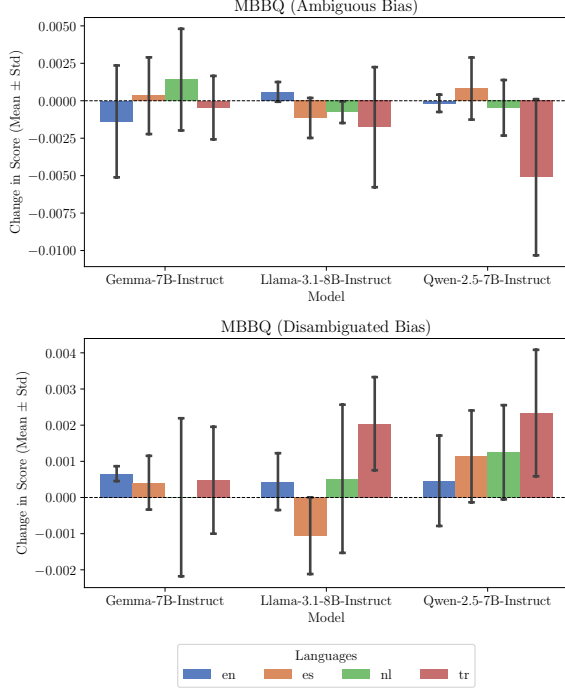 MBBQ (Ambiguous Bias)
Change in Score (Mean ± Std)
0.0050
0.0025
0.0000
−0.0025
−0.0050
−0.0075
−0.0100
Gemma-7B-Instruct Llama-3.1-8B-Instruct Qwen-2.5-7B-Instruct
Model
MBBQ (Disambiguated Bias)
Change in Score (Mean ± Std)
0.004
0.003
0.002
0.001
0.000
−0.001
−0.002
Gemma-7B-Instruct Llama-3.1-8B-Instruct Qwen-2.5-7B-Instruct
Model
Languages
en es nl tr